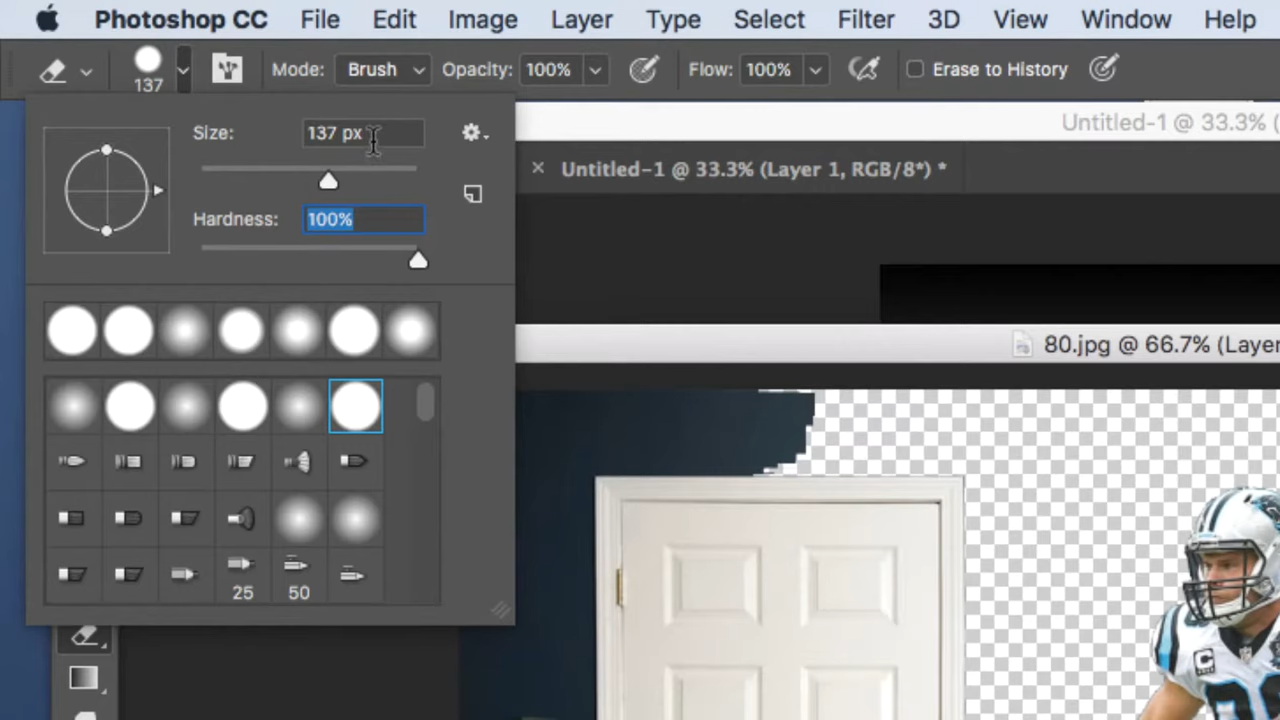 Photoshop CC File Edit Image Layer Type Select Filter 3D View Window Help
137 Mode: Brush Opacity: 100% Flow: 100% Erase to History
Size: 137 px
Untitled-1 @ 33.3% (
× Untitled-1 @ 33.3% (Layer 1, RGB/8*) *
Hardness: 100%
80.jpg @ 66.7% (Layer
25 50
C